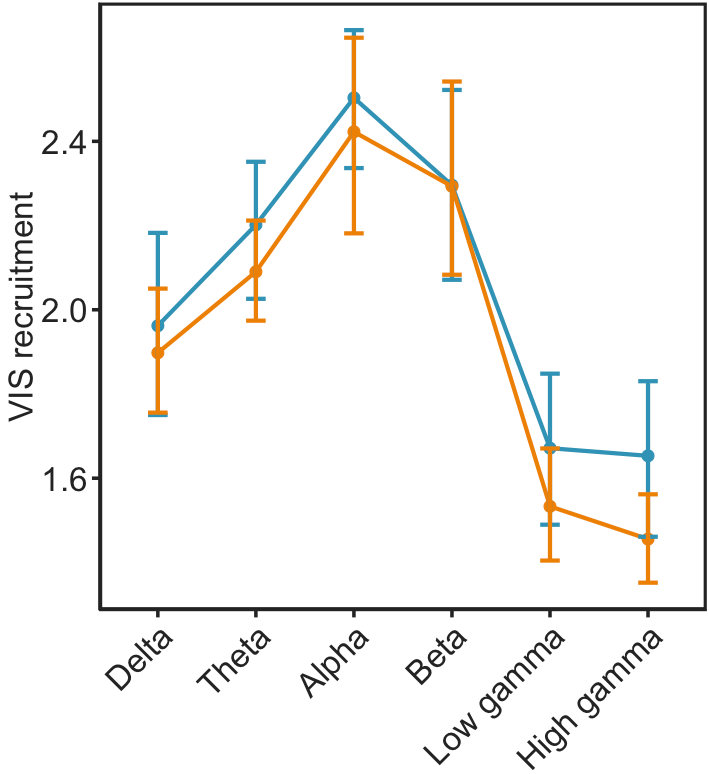 VIS recruitment
2.4
2.0
1.6
Delta
Theta
Alpha
Beta
Low gamma
High gamma